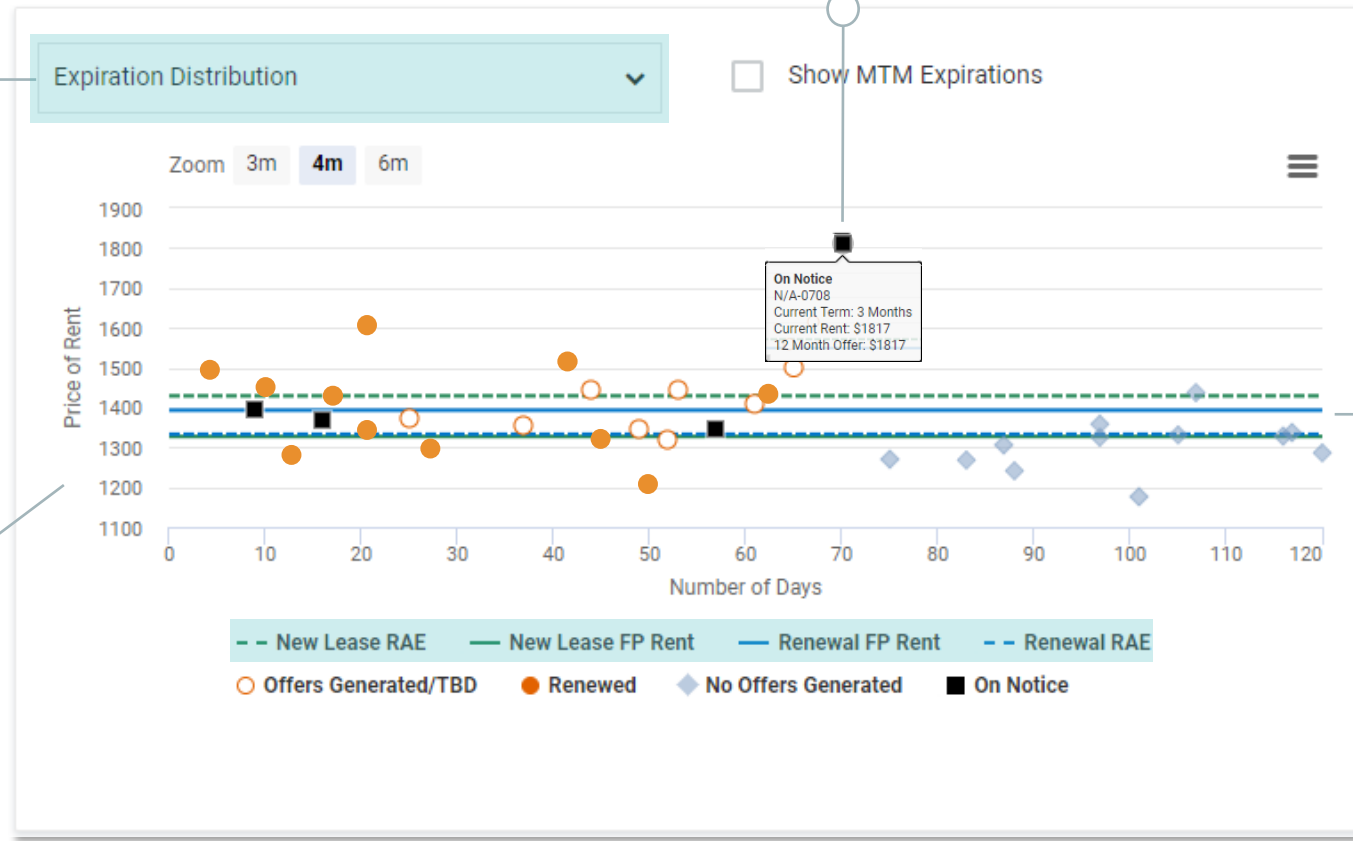 Expiration Distribution
Show MTM Expirations
Zoom 3m 4m 6m
1900
1800
1700
1600
1500
1400
1300
1200
1100
Price of Rent
On Notice
N/A-0708
Current Term: 3 Months
Current Rent: $1817
12 Month Offer: $1817
0 10 20 30 40 50 60 70 80 90 100 110 120
Number of Days
New Lease RAE New Lease FP Rent Renewal FP Rent Renewal RAE
Offers Generated/TBD Renewed No Offers Generated On Notice